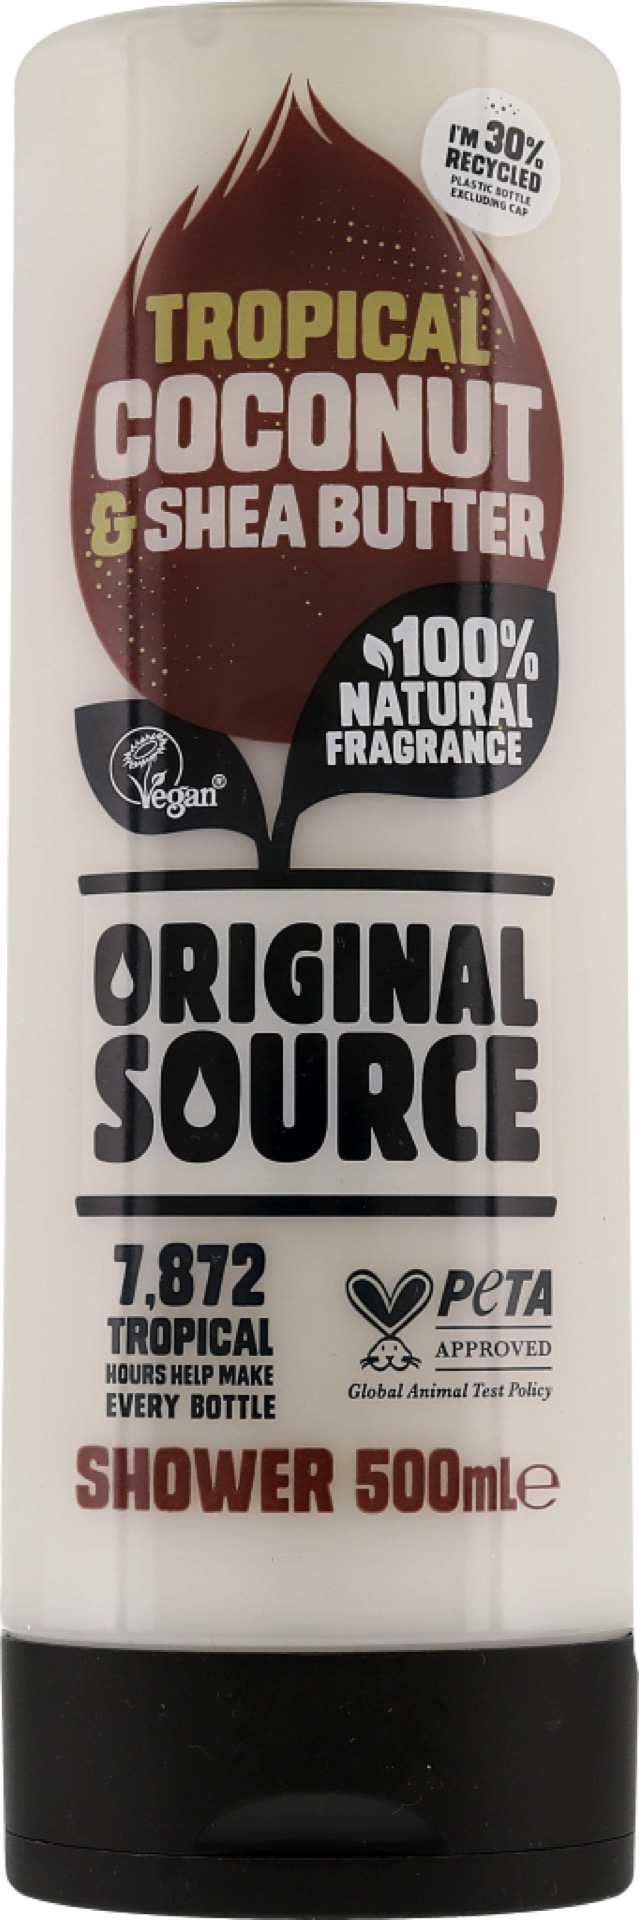 I'M 30%
RECYCLED
PLASTIC BOTTLE
EXCLUDING CAP
TROPICAL
COCONUT
& SHEA BUTTER
100%
NATURAL
FRAGRANCE
Vegan®
ORIGINAL
SOURCE
7,872
TROPICAL
HOURS HELP MAKE
EVERY BOTTLE
PETA
APPROVED
Global Animal Test Policy
SHOWER 500mL℮